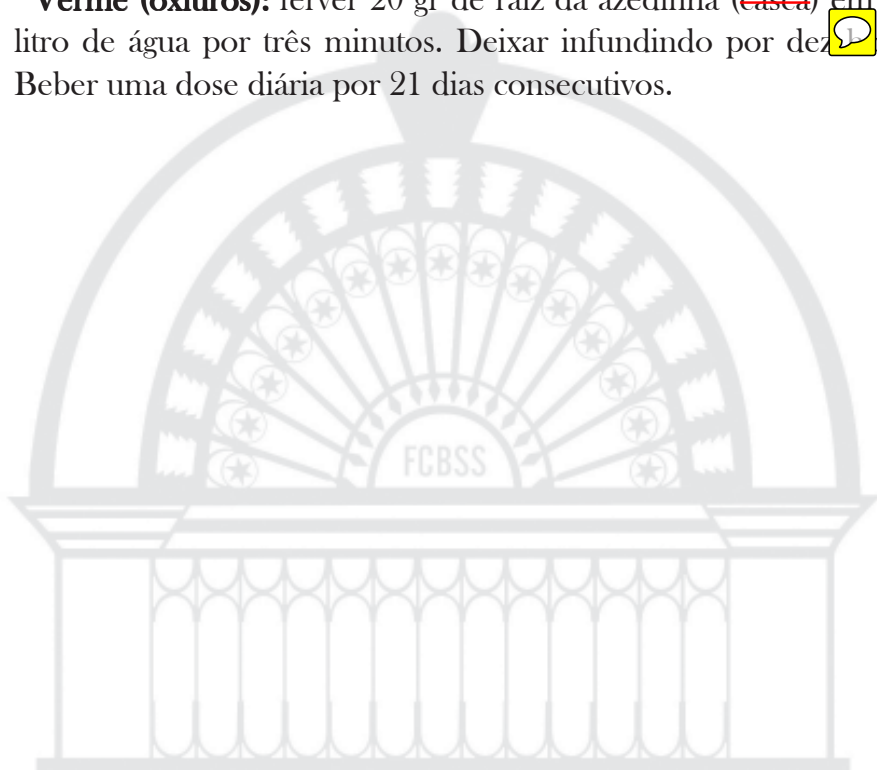 Verme (oxiúros): ferver 20 gr de raiz da azedinha (casca) em
litro de água por três minutos. Deixar infundindo por dez
Beber uma dose diária por 21 dias consecutivos.
FCBSS